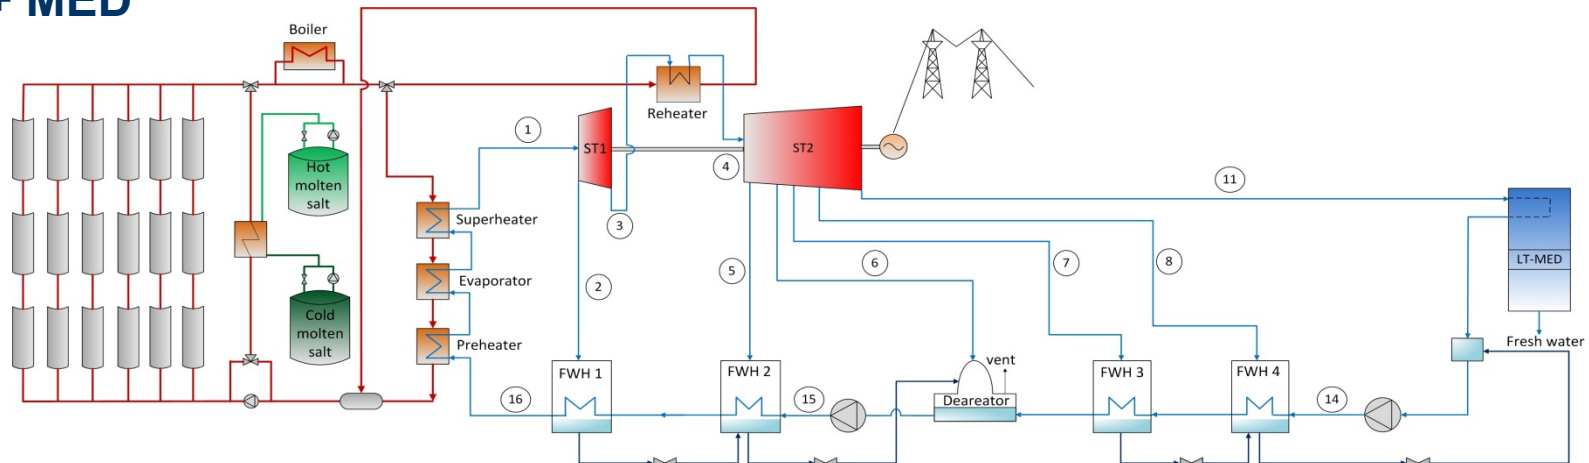 + MED
Boiler
Reheater
1
ST1
4
ST2
11
Hot
molten
salt
Superheater
3
Evaporator
2
5
6
7
8
LT-MED
Cold
molten
salt
Preheater
Fresh water
FWH 1
FWH 2
vent
FWH 3
FWH 4
16
15
Deareator
14